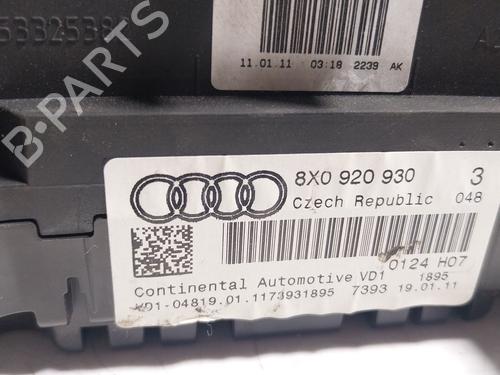 11.01.11 03:18 2239 AK
B-PARTS
8X0 920 930 3
Czech Republic 048
0124 H07
Continental Automotive VD1 1895
VD1-04819.01.1173931895 7393 19.01.11